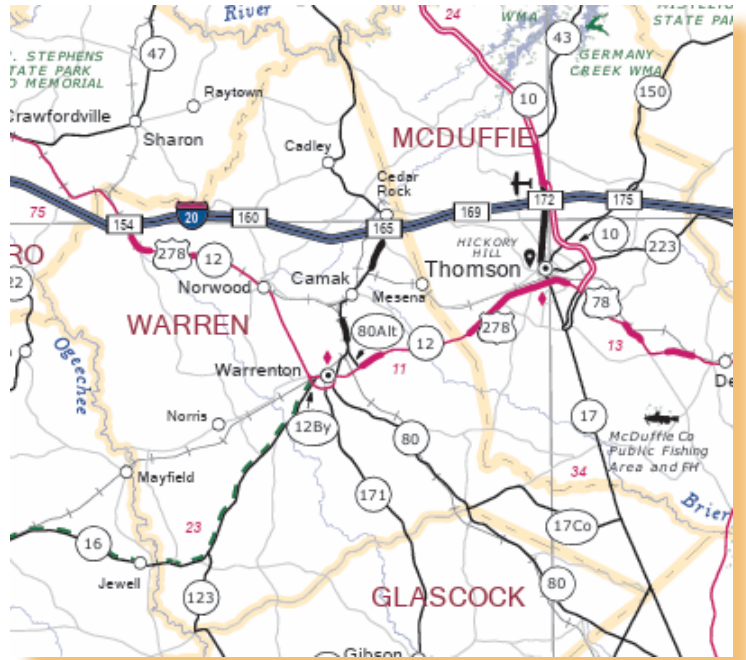 24
WMA
STATE PARK
River
43
47
GERMANY
CREEK WMA
. STEPHENS
TATE PARK
O MEMORIAL
Raytown
10
150
Crawfordville
Sharon
MCDUFFIE
Cadley
Cedar
Rock
172
175
75
154
20
160
165
169
10
278
12
HICKORY
HILL
223
RO
Thomson
22
Norwood
Camak
Mesena
78
WARREN
80Alt
12
278
13
Ogeechee
Warrenton
11
De
Norris
12By
80
17
McDuffie Co
Public Fishing
Area and FH
Mayfield
171
34
Brier
23
17Co
16
Jewell
80
123
GLASCOCK
Gibson